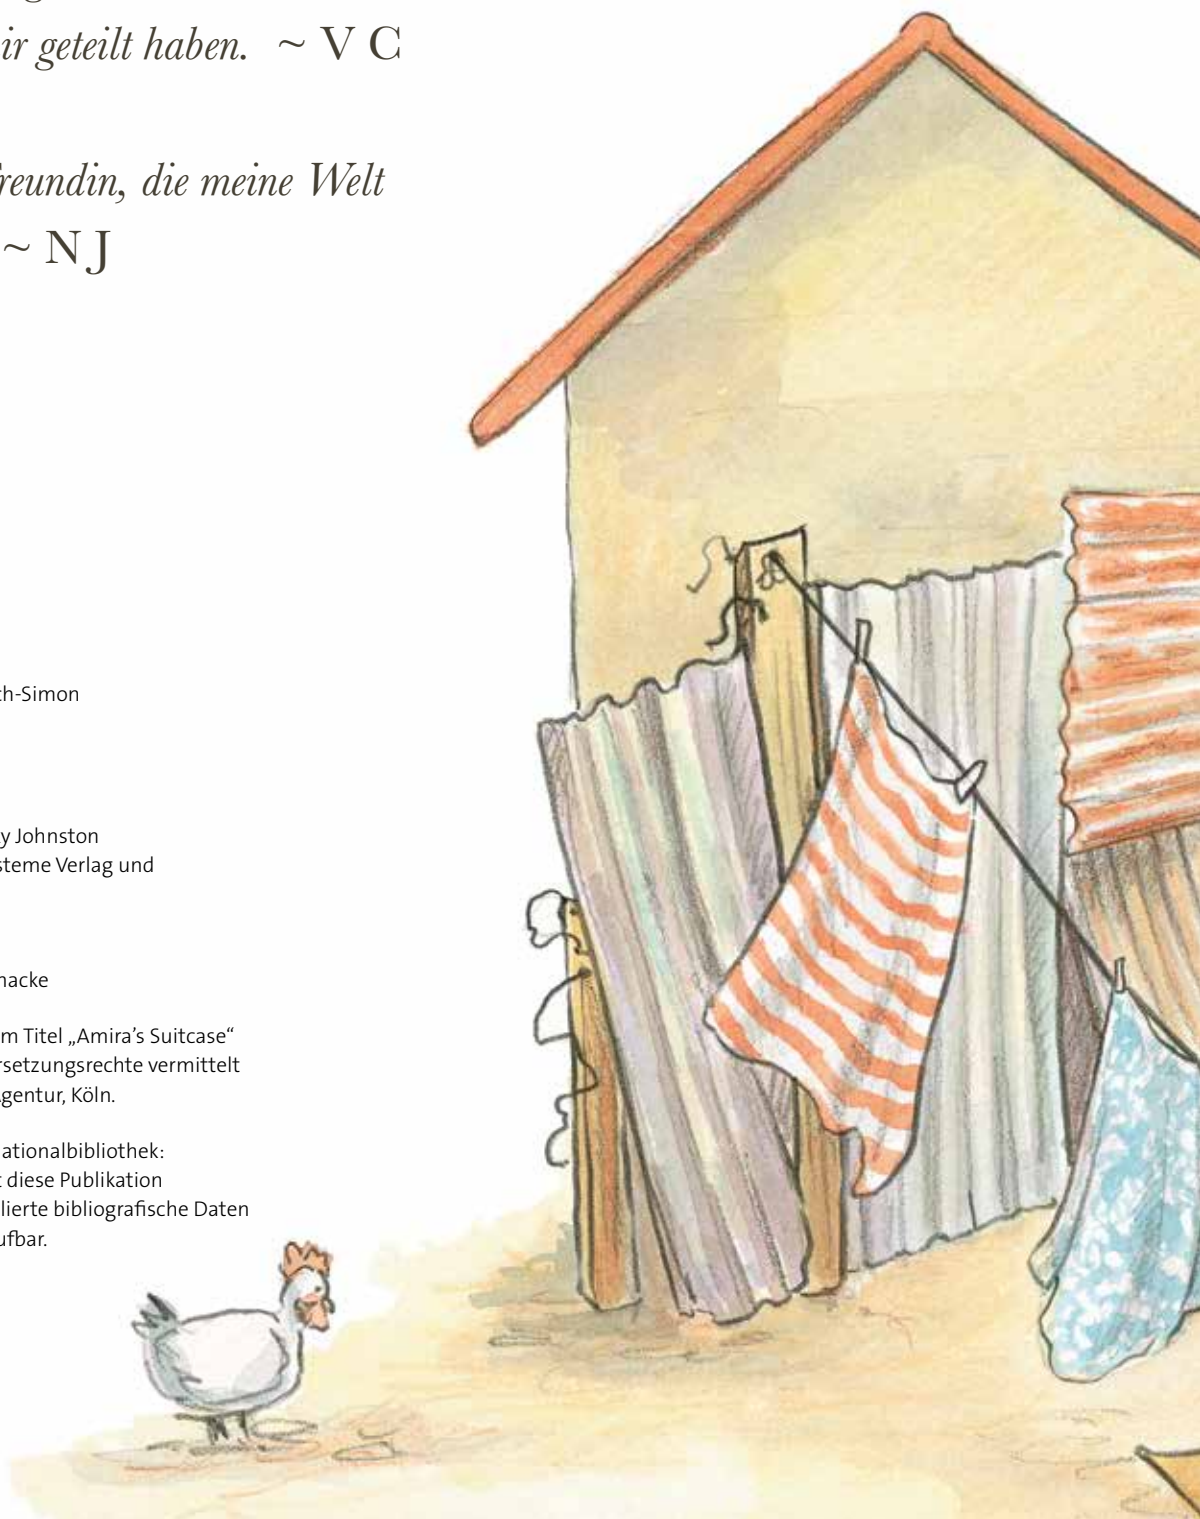 ir geteilt haben. ~ V C
reundin, die meine Welt
~ N J
ch-Simon
y Johnston
steme Verlag und
nacke
m Titel „Amira’s Suitcase“
rsetzungsrechte vermittelt
gentur, Köln.
ationalbibliothek:
t diese Publikation
lierte bibliografische Daten
ufbar.